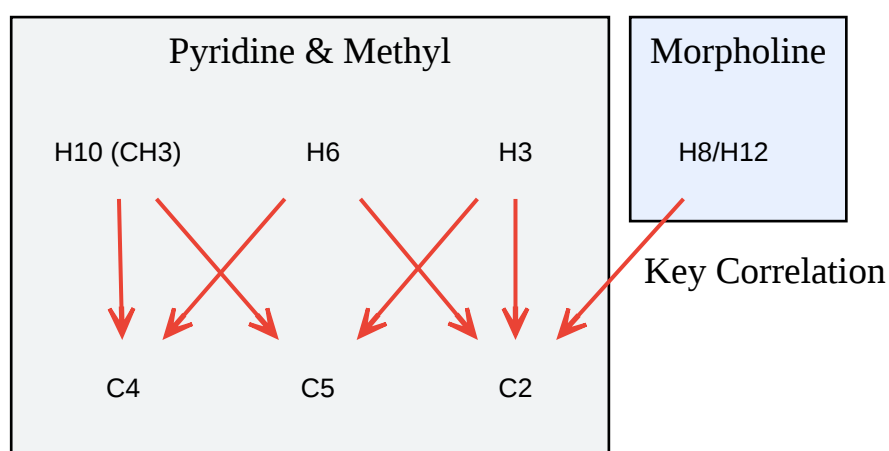 Pyridine & Methyl
Morpholine
H10 (CH3)
H6
H3
H8/H12
Key Correlation
C4
C5
C2